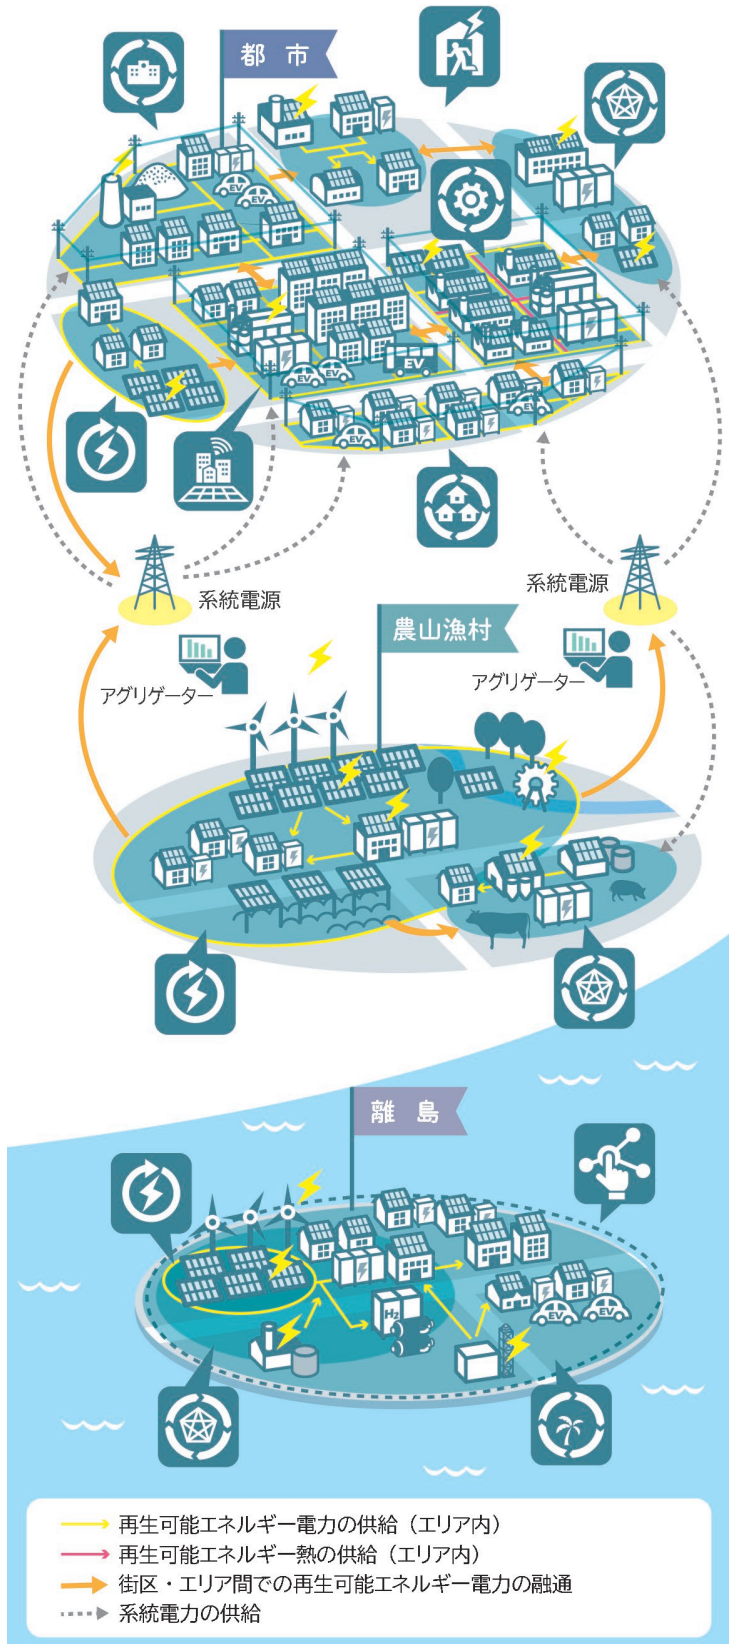 都市
EV
EV
EV
EV
EV
EV
EV
系統電源
系統電源
農山漁村
アグリゲーター
アグリゲーター
離島
H₂
EV
EV
再生可能エネルギー電力の供給（エリア内）
再生可能エネルギー熱の供給（エリア内）
街区・エリア間での再生可能エネルギー電力の融通
系統電力の供給